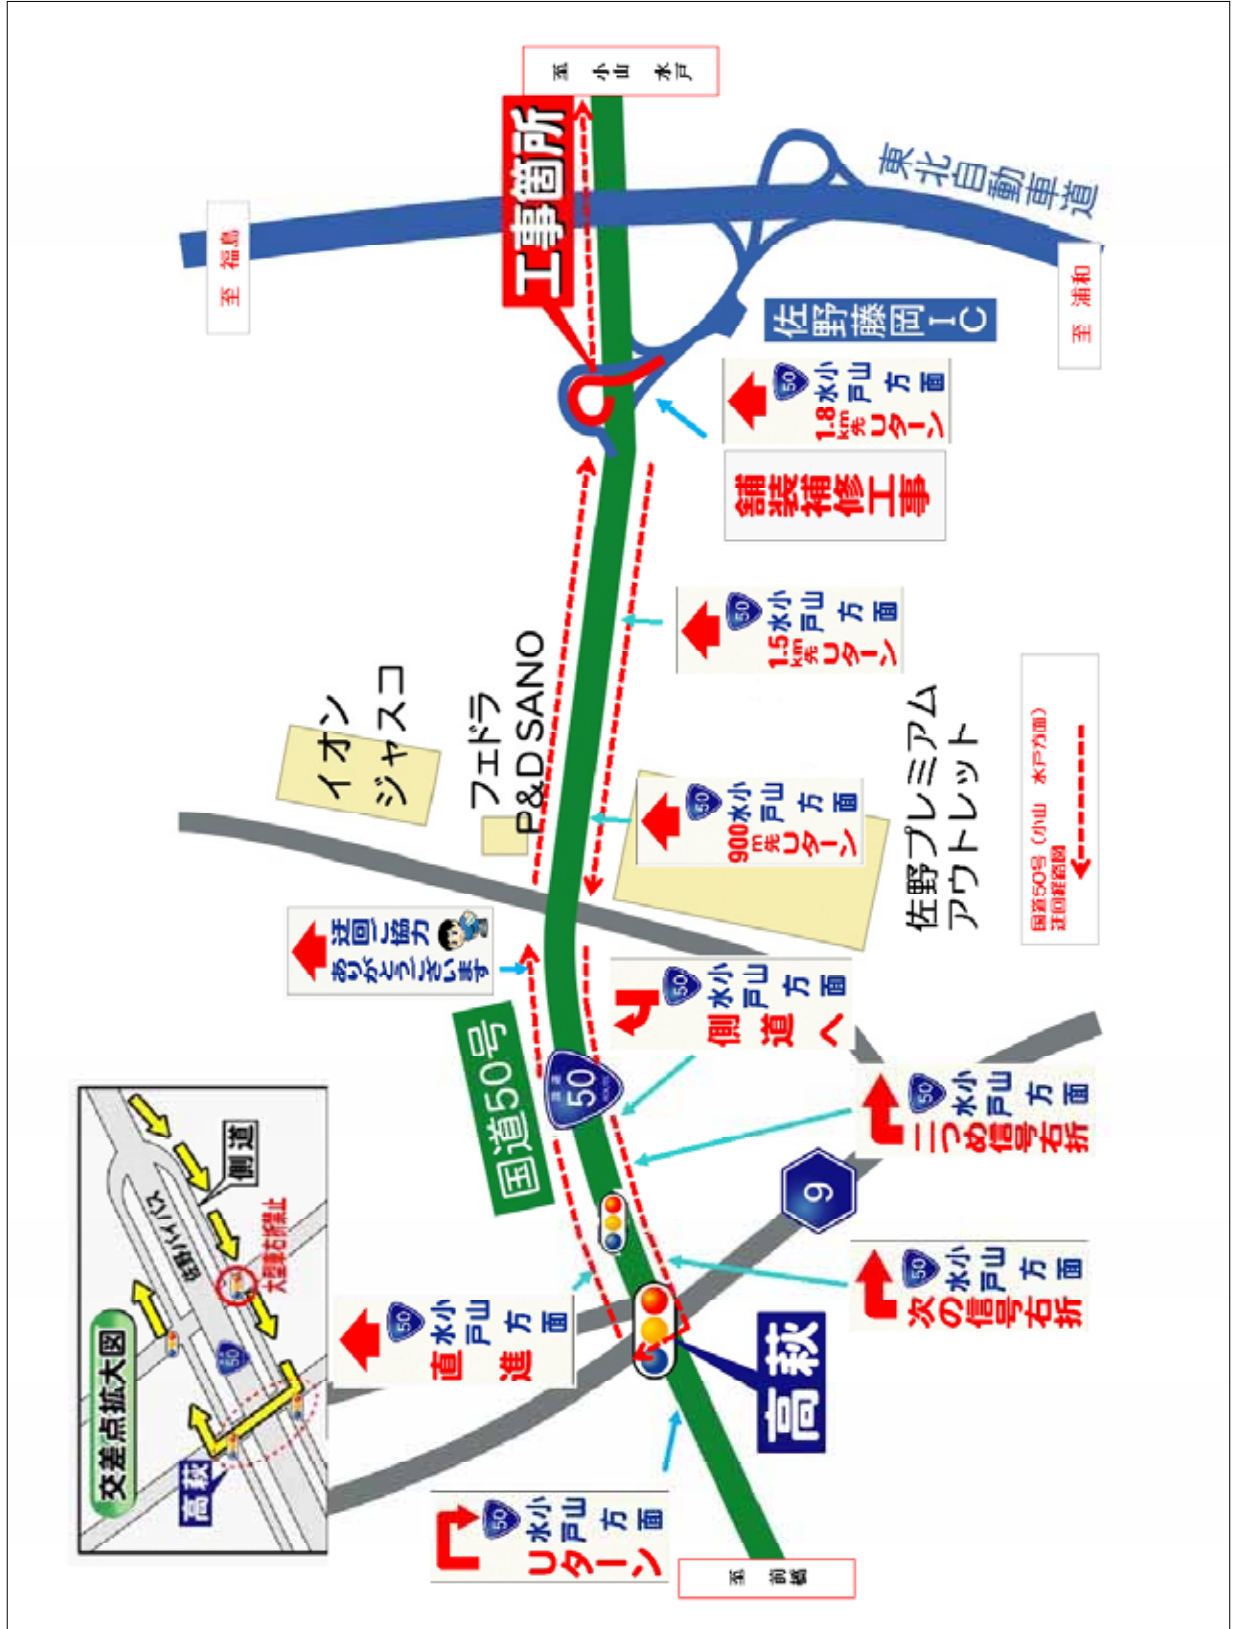 至 小山 水戸
工事箇所
東北自動車道
至 福島
至 浦和
佐野藤岡IC
50
水戸
小山
方面
1.8
km先
Uターン
舗装補修工事
50
水戸
小山
方面
1.5
km先
Uターン
イオン
ジャスコ
フェドラ
P&D SANO
50
水戸
小山
方面
900
m先
Uターン
佐野プレミアム
アウトレット
国道50号（小山 水戸方面）
迂回経路図
迂回ご協力
ありがとうございます
50
水戸
小山
方面
側道へ
国道50号
50
50
水戸
小山
方面
二つめ信号右折
9
50
水戸
小山
方面
次の信号右折
50
水戸
小山
方面
直進
高萩
50
水戸
小山
方面
Uターン
至 前橋
交差点拡大図
側道
佐野バイパス
大型車右折禁止
50
高萩